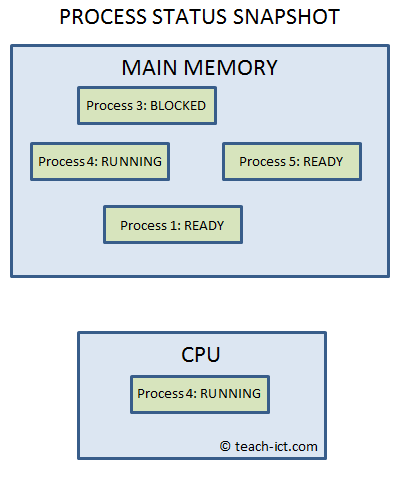 PROCESS STATUS SNAPSHOT
MAIN MEMORY
Process 3: BLOCKED
Process 4: RUNNING
Process 5: READY
Process 1: READY
CPU
Process 4: RUNNING
© teach-ict.com